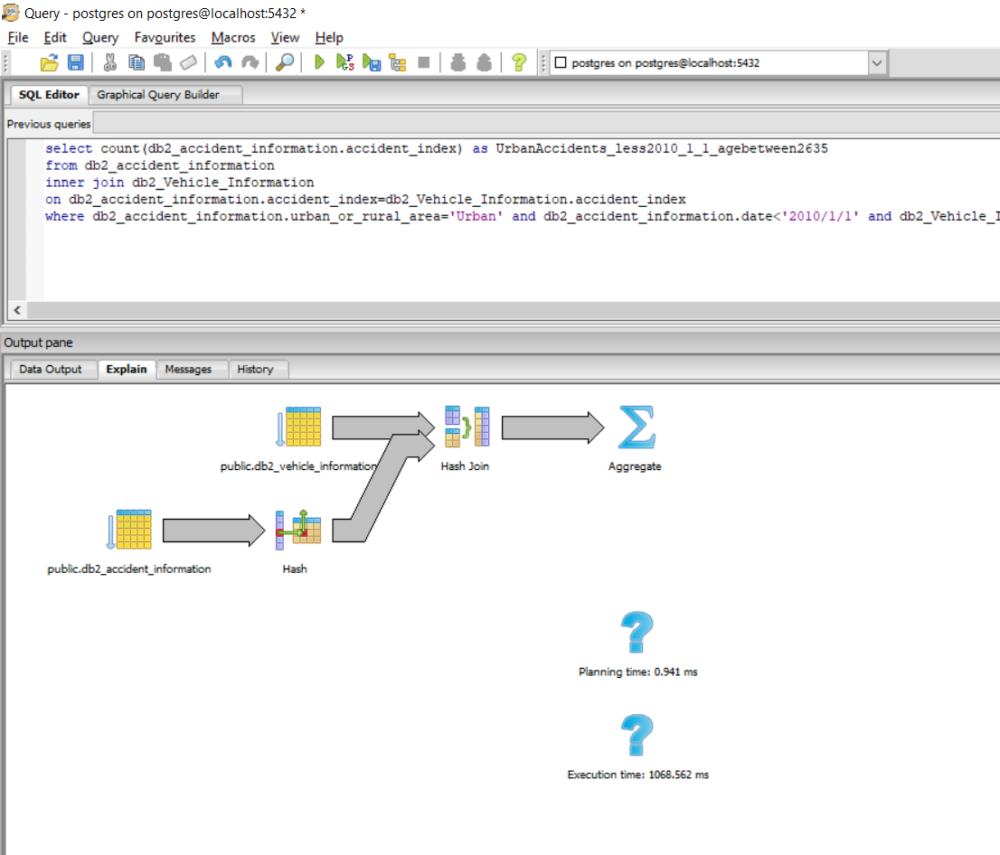 Query - postgres on postgres@localhost:5432 *
File Edit Query Favourites Macros View Help
postgres on postgres@localhost:5432
SQL Editor Graphical Query Builder
Previous queries
select count(db2_accident_information.accident_index) as UrbanAccidents_less2010_1_1_agebetween2635
from db2_accident_information
inner join db2_Vehicle_Information
on db2_accident_information.accident_index=db2_Vehicle_Information.accident_index
where db2_accident_information.urban_or_rural_area='Urban' and db2_accident_information.date<'2010/1/1' and db2_Vehicle_I
Output pane
Data Output Explain Messages History
public.db2_vehicle_information
Hash Join
Aggregate
public.db2_accident_information
Hash
Planning time: 0.941 ms
Execution time: 1068.562 ms